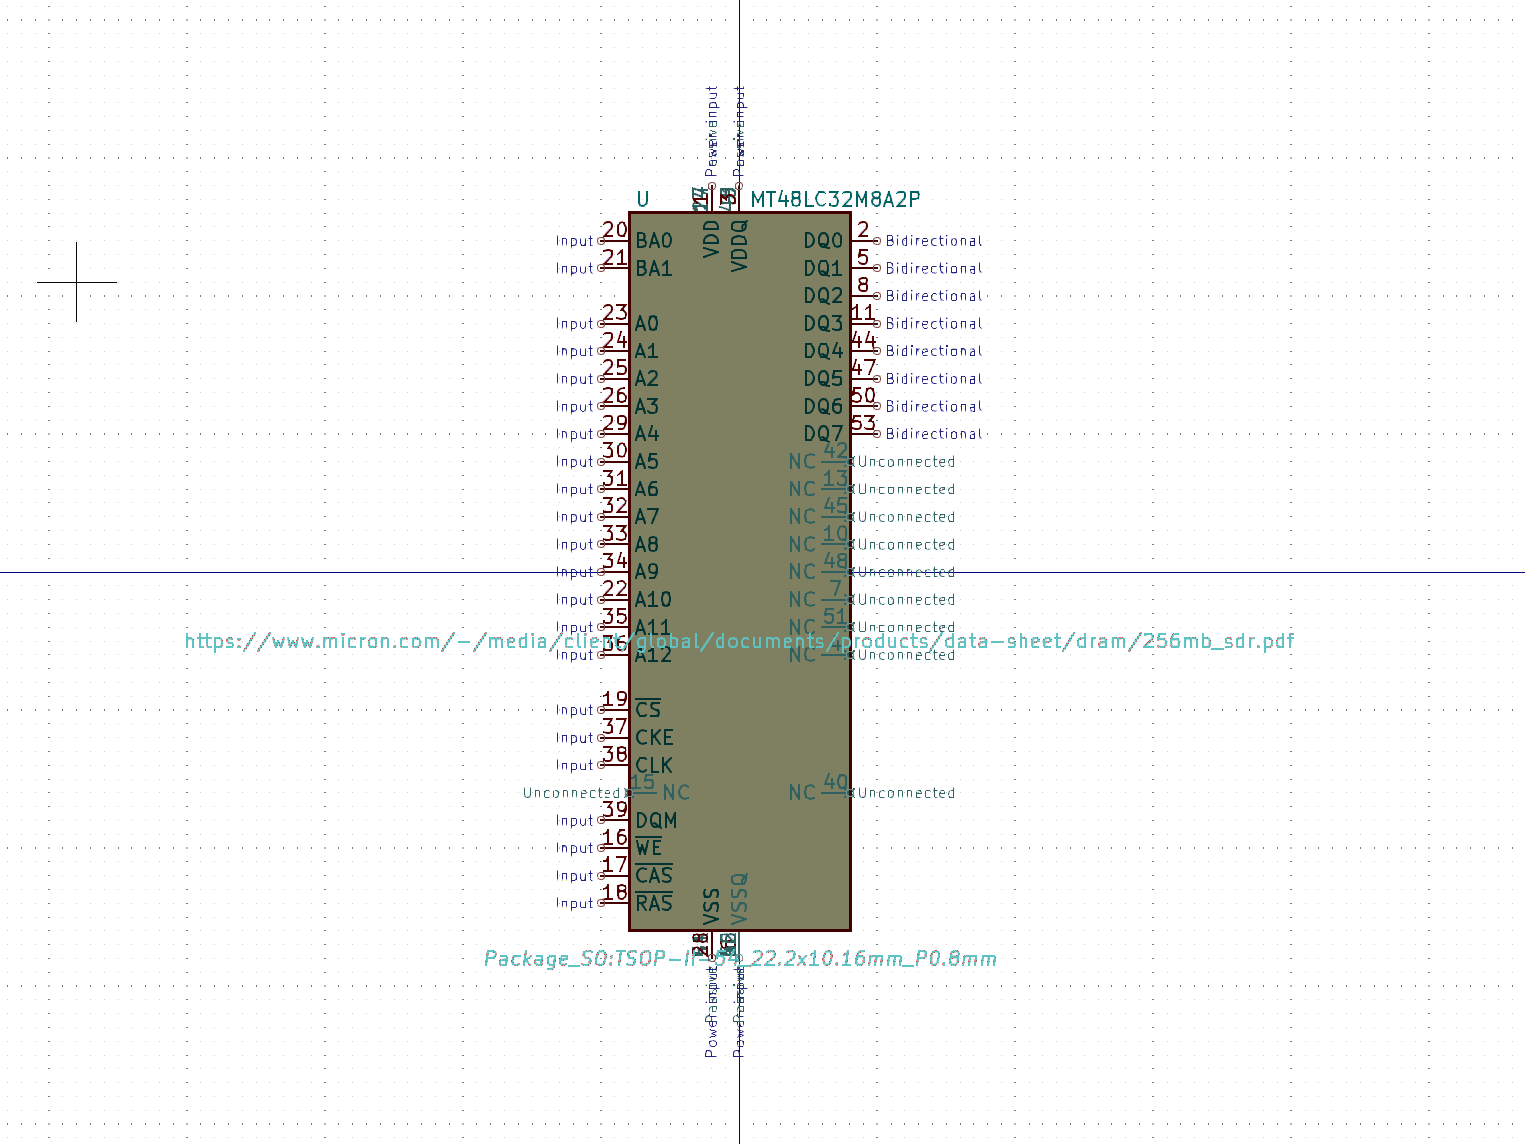 Power input
Power input
U
MT48LC32M8A2P
VDD
VDDQ
Input 20 BA0
DQ0 2 Bidirectional
Input 21 BA1
DQ1 5 Bidirectional
DQ2 8 Bidirectional
Input 23 A0
DQ3 11 Bidirectional
Input 24 A1
DQ4 44 Bidirectional
Input 25 A2
DQ5 47 Bidirectional
Input 26 A3
DQ6 50 Bidirectional
Input 29 A4
DQ7 53 Bidirectional
Input 30 A5
NC 42 Unconnected
Input 31 A6
NC 13 Unconnected
Input 32 A7
NC 45 Unconnected
Input 33 A8
NC 10 Unconnected
Input 34 A9
NC 48 Unconnected
Input 22 A10
NC 7 Unconnected
Input 35 A11
NC 51 Unconnected
https://www.micron.com/-/media/client/global/documents/products/data-sheet/dram/256mb_sdr.pdf
Input 36 A12
NC 4 Unconnected
Input 19 CS
Input 37 CKE
Input 38 CLK
Unconnected 15 NC
NC 40 Unconnected
Input 39 DQM
Input 16 WE
Input 17 CAS
Input 18 RAS
VSS
VSSQ
Package_SO:TSOP-II-54_22.2x10.16mm_P0.8mm
Power input
Power input